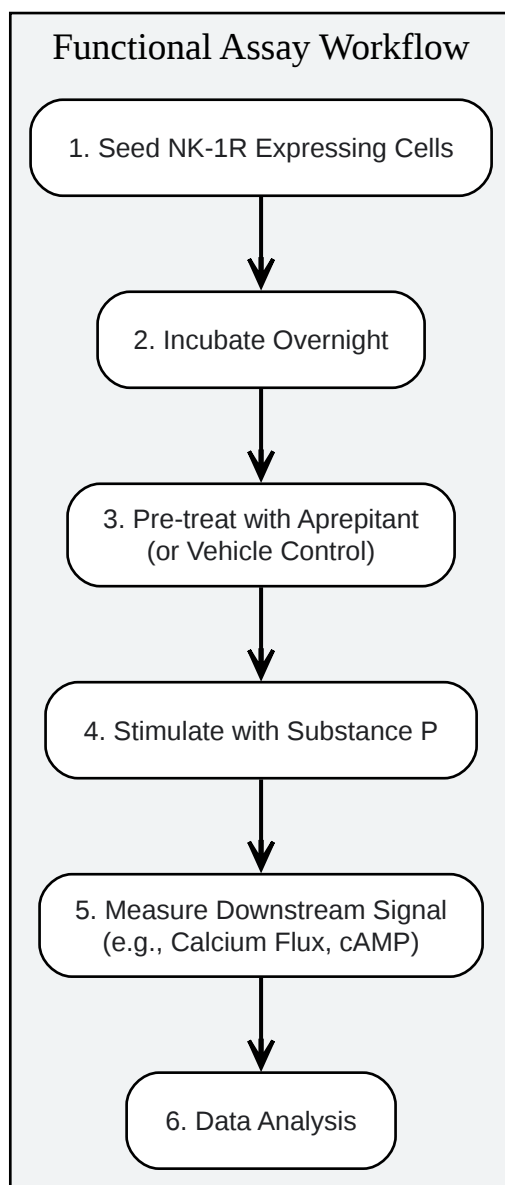 Functional Assay Workflow
1. Seed NK-1R Expressing Cells
2. Incubate Overnight
3. Pre-treat with Aprepitant
(or Vehicle Control)
4. Stimulate with Substance P
5. Measure Downstream Signal
(e.g., Calcium Flux, cAMP)
6. Data Analysis